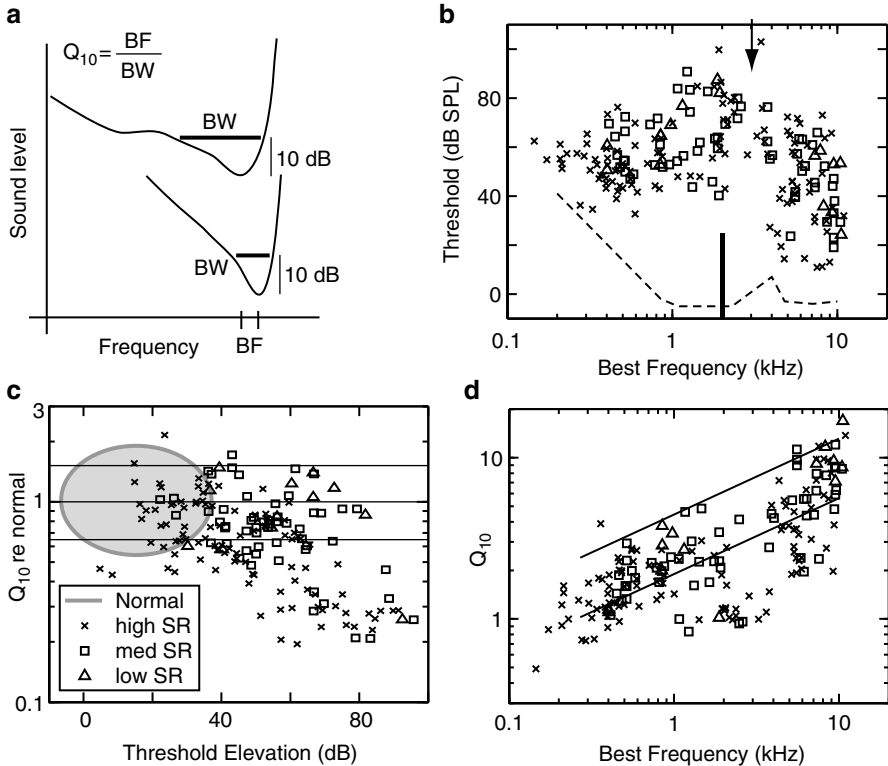 a
Q10 = BF
BW
Sound level
BW
10 dB
BW
10 dB
Frequency
BF
b
Threshold (dB SPL)
80
40
0
0.1
1
10
Best Frequency (kHz)
c
Q10 re normal
3
1
0.1
Normal
high SR
med SR
low SR
0
40
80
Threshold Elevation (dB)
d
Q10
10
1
0.1
1
10
Best Frequency (kHz)